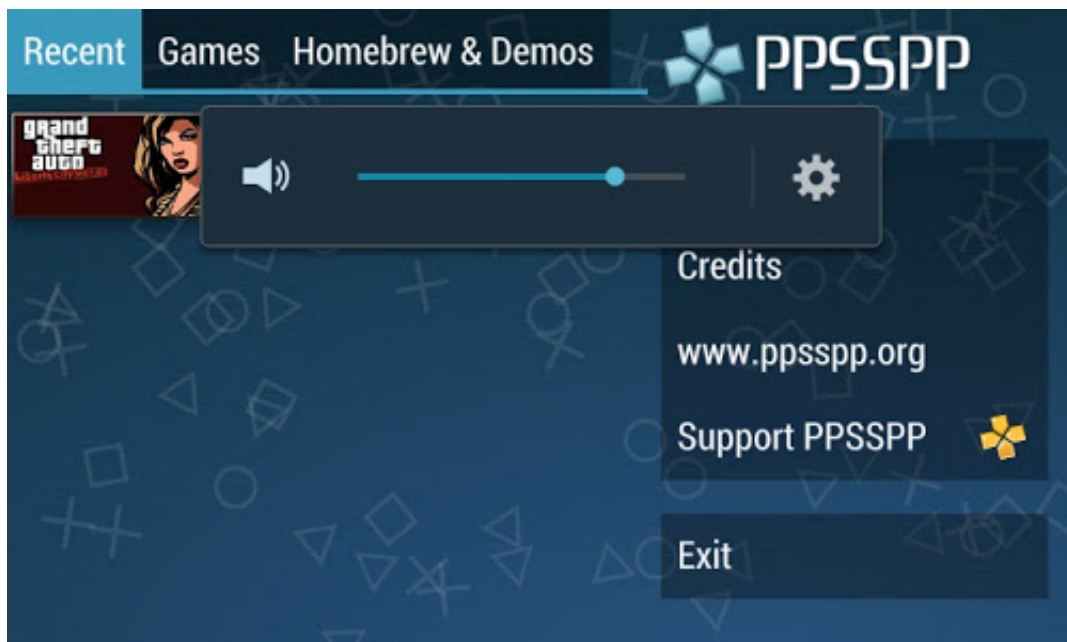 Recent Games Homebrew & Demos
PPSSPP
grand
theft
auto
Credits
www.ppsspp.org
Support PPSSPP
Exit